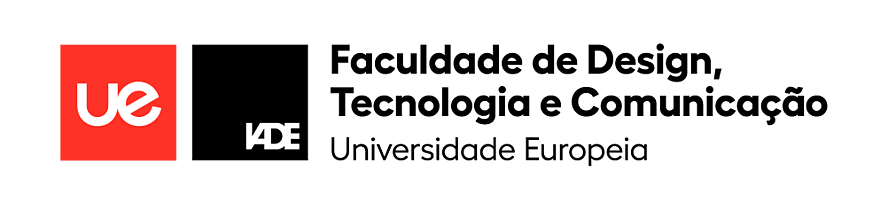 ue
IADE
Faculdade de Design,
Tecnologia e Comunicação
Universidade Europeia